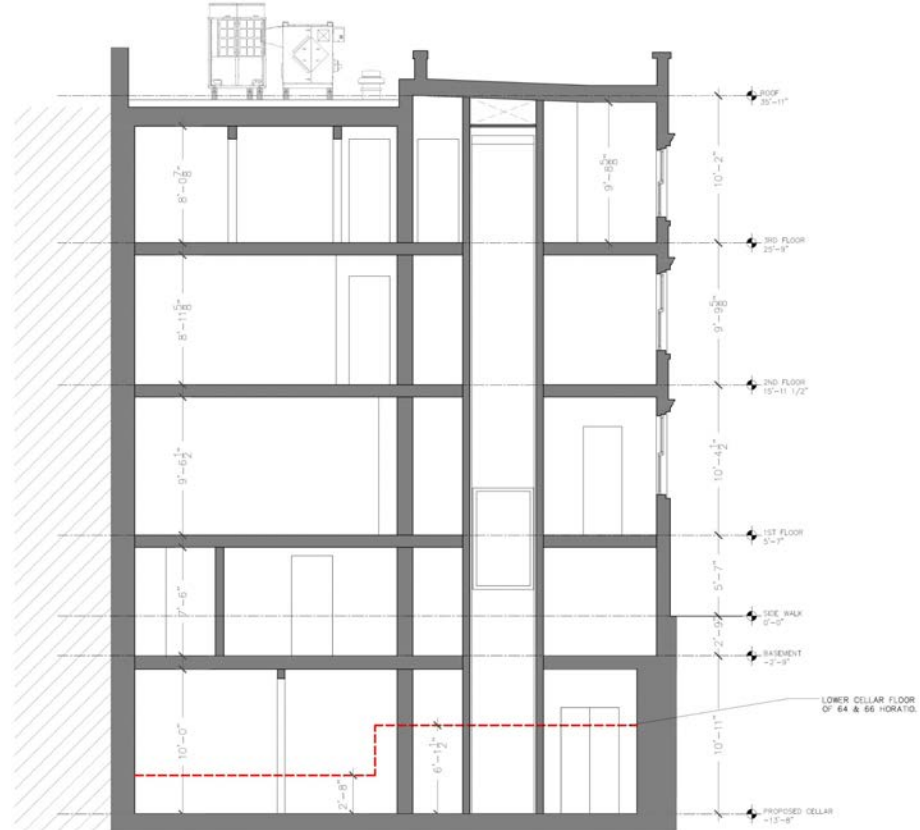 ROOF
35'-11"
8'-0 7/8"
9'-8 5/8"
10'-2"
3RD FLOOR
25'-9"
8'-11 5/8"
9'-9 5/8"
2ND FLOOR
15'-11 1/2"
9'-6 1/2"
10'-4 1/2"
1ST FLOOR
5'-7"
7'-6"
5'-7"
SIDE WALK
0'-0"
2'-9"
BASEMENT
-2'-9"
LOWER CELLAR FLOOR
OF 64 & 66 HORATIO.
10'-0"
6'-1 1/2"
2'-8"
10'-11"
PROPOSED CELLAR
-13'-8"